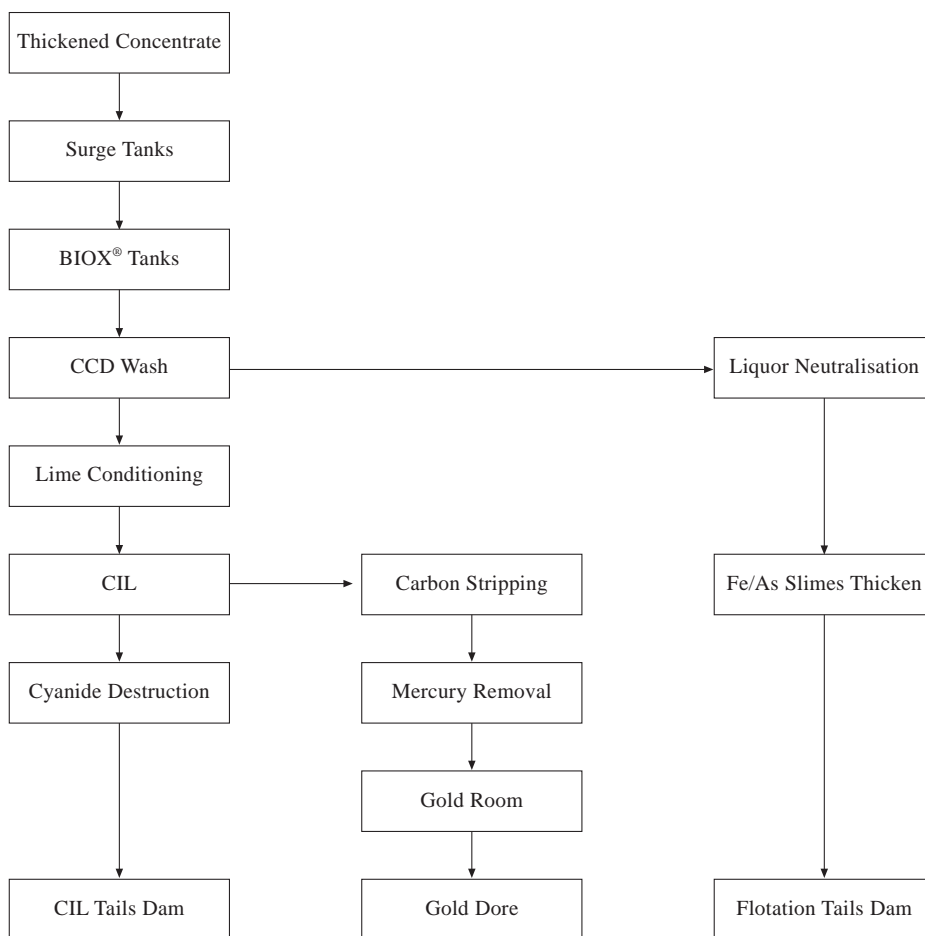 Thickened Concentrate
Surge Tanks
BIOX® Tanks
CCD Wash
Liquor Neutralisation
Lime Conditioning
CIL
Carbon Stripping
Fe/As Slimes Thicken
Cyanide Destruction
Mercury Removal
Gold Room
CIL Tails Dam
Gold Dore
Flotation Tails Dam